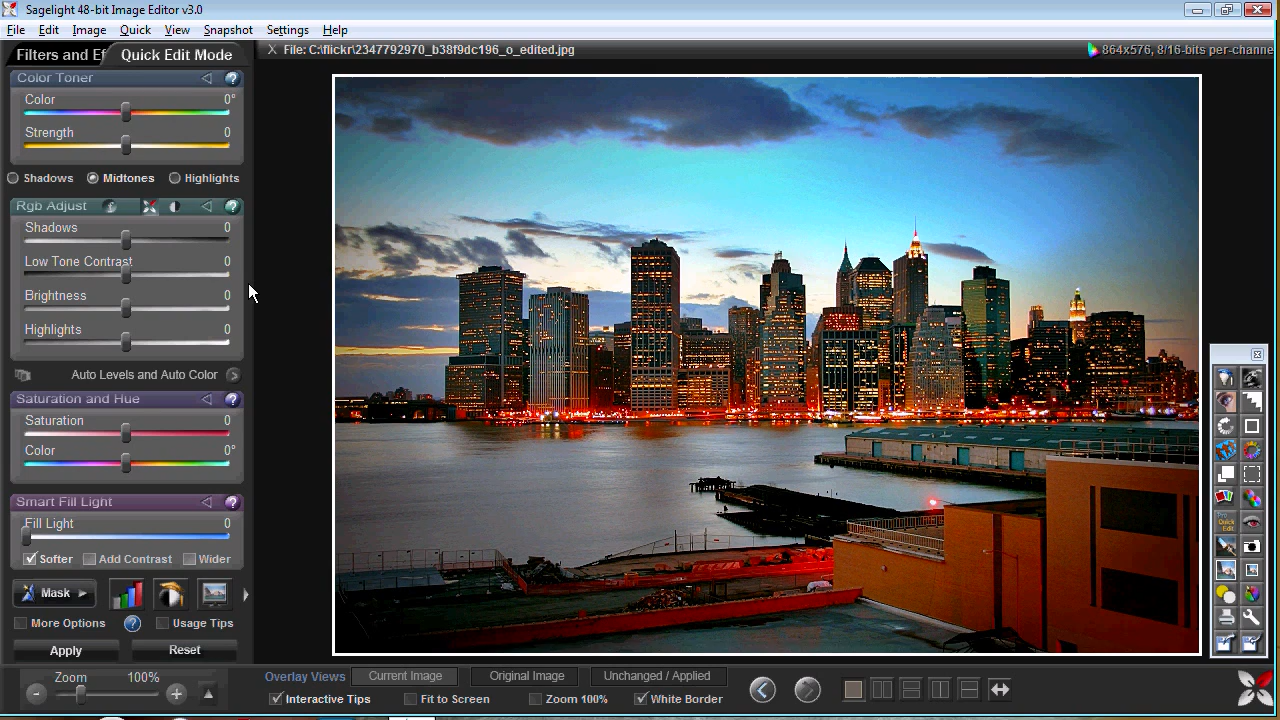 Sagelight 48-bit Image Editor v3.0
File Edit Image Quick View Snapshot Settings Help
Filters and Ef Quick Edit Mode
X File: C:\flickr\2347792970_b38f9dc196_o_edited.jpg
864x576, 8/16-bits per-channe
Color Toner
Color 0°
Strength 0
Shadows Midtones Highlights
Rgb Adjust
Shadows 0
Low Tone Contrast 0
Brightness 0
Highlights 0
Auto Levels and Auto Color
Saturation and Hue
Saturation 0
Color 0°
Smart Fill Light
Fill Light 0
Softer Add Contrast Wider
Mask
More Options Usage Tips
Apply Reset
Zoom 100%
Overlay Views Current Image Original Image Unchanged / Applied
Interactive Tips Fit to Screen Zoom 100% White Border
Pro Quick Edit